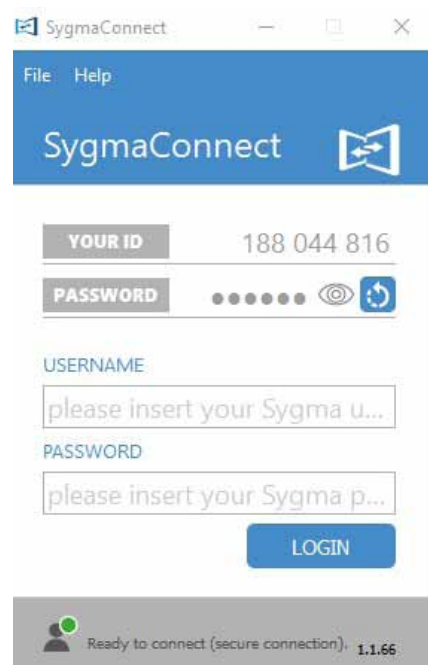 SygmaConnect
File Help
SygmaConnect
YOUR ID 188 044 816
PASSWORD ●●●●●●
USERNAME
please insert your Sygma u...
PASSWORD
please insert your Sygma p...
LOGIN
Ready to connect (secure connection). 1.1.66